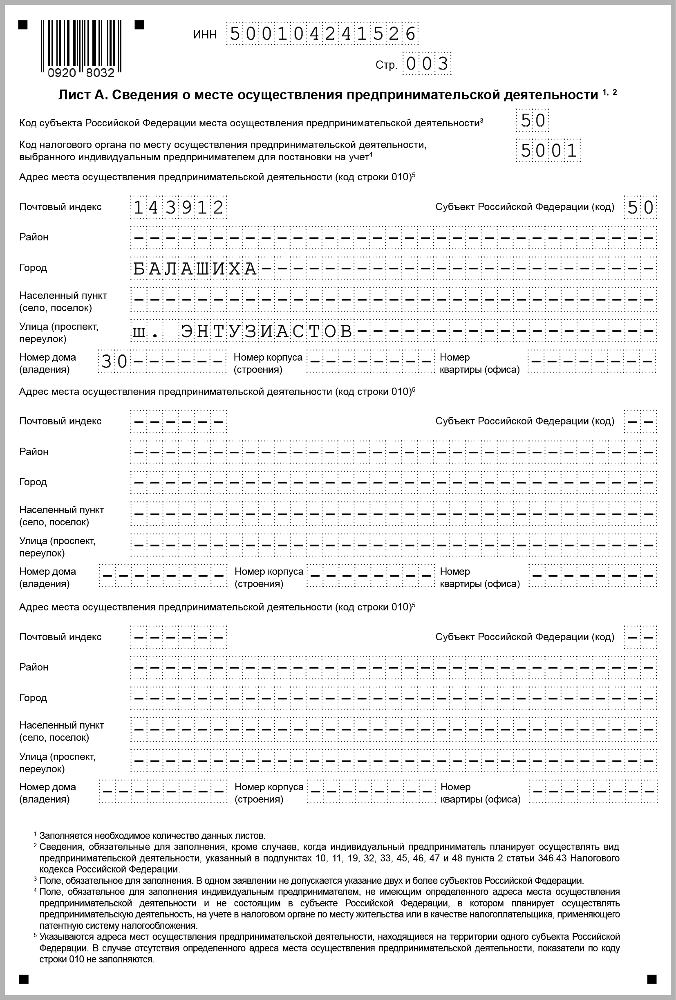 ИНН 500104241526
0920 8032
Стр. 003
Лист А. Сведения о месте осуществления предпринимательской деятельности 1, 2
Код субъекта Российской Федерации места осуществления предпринимательской деятельности3 50
Код налогового органа по месту осуществления предпринимательской деятельности,
выбранного индивидуальным предпринимателем для постановки на учет4 5001
Адрес места осуществления предпринимательской деятельности (код строки 010)5
Почтовый индекс 143912 Субъект Российской Федерации (код) 50
Район ---------------------------------
Город БАЛАШИХА-------------------------
Населенный пункт
(село, поселок) ---------------------------------
Улица (проспект,
переулок) ш. ЭНТУЗИАСТОВ-------------------
Номер дома
(владения) 30------ Номер корпуса
(строения) -------- Номер
квартиры (офиса) --------
Адрес места осуществления предпринимательской деятельности (код строки 010)5
Почтовый индекс ------ Субъект Российской Федерации (код) --
Район ---------------------------------
Город ---------------------------------
Населенный пункт
(село, поселок) ---------------------------------
Улица (проспект,
переулок) ---------------------------------
Номер дома
(владения) -------- Номер корпуса
(строения) -------- Номер
квартиры (офиса) --------
Адрес места осуществления предпринимательской деятельности (код строки 010)5
Почтовый индекс ------ Субъект Российской Федерации (код) --
Район ---------------------------------
Город ---------------------------------
Населенный пункт
(село, поселок) ---------------------------------
Улица (проспект,
переулок) ---------------------------------
Номер дома
(владения) -------- Номер корпуса
(строения) -------- Номер
квартиры (офиса) --------
1 Заполняется необходимое количество данных листов.
2 Сведения, обязательные для заполнения, кроме случаев, когда индивидуальный предприниматель планирует осуществлять вид
предпринимательской деятельности, указанный в подпунктах 10, 11, 19, 32, 33, 45, 46, 47 и 48 пункта 2 статьи 346.43 Налогового
кодекса Российской Федерации.
3 Поле, обязательное для заполнения. В одном заявлении не допускается указание двух и более субъектов Российской Федерации.
4 Поле, обязательное для заполнения индивидуальным предпринимателем, не имеющим определенного адреса места осуществления
предпринимательской деятельности и не состоящим в субъекте Российской Федерации, в котором планирует осуществлять
предпринимательскую деятельность, на учете в налоговом органе по месту жительства или в качестве налогоплательщика, применяющего
патентную систему налогообложения.
5 Указываются адреса мест осуществления предпринимательской деятельности, находящиеся на территории одного субъекта Российской
Федерации. В случае отсутствия определенного адреса места осуществления предпринимательской деятельности, показатели по коду
строки 010 не заполняются.